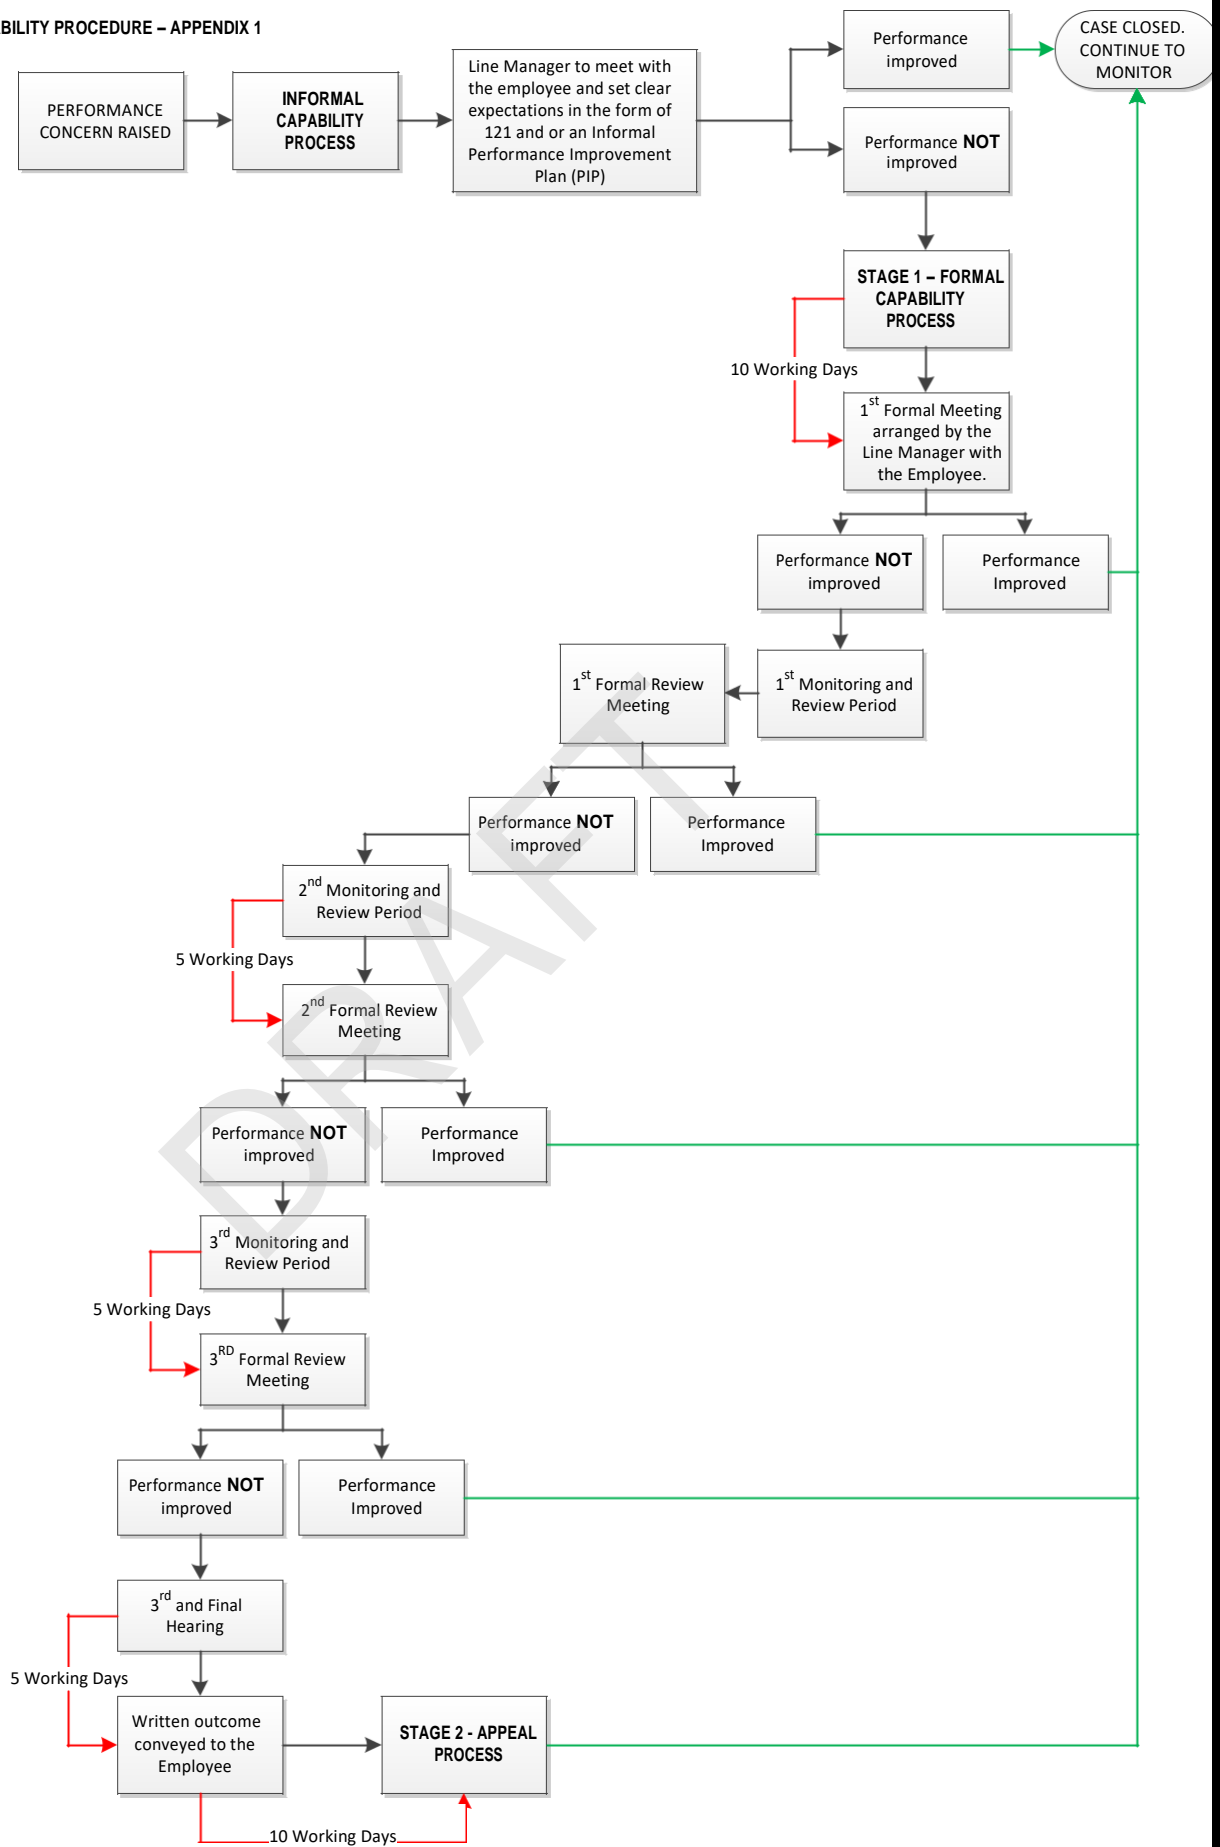 BILITY PROCEDURE – APPENDIX 1
PERFORMANCE
CONCERN RAISED
INFORMAL
CAPABILITY
PROCESS
Line Manager to meet with
the employee and set clear
expectations in the form of
121 and or an Informal
Performance Improvement
Plan (PIP)
Performance
improved
CASE CLOSED.
CONTINUE TO
MONITOR
Performance NOT
improved
STAGE 1 – FORMAL
CAPABILITY
PROCESS
10 Working Days
1st Formal Meeting
arranged by the
Line Manager with
the Employee.
Performance NOT
improved
Performance
Improved
1st Formal Review
Meeting
1st Monitoring and
Review Period
Performance NOT
improved
Performance
Improved
2nd Monitoring and
Review Period
5 Working Days
2nd Formal Review
Meeting
Performance NOT
improved
Performance
Improved
3rd Monitoring and
Review Period
5 Working Days
3RD Formal Review
Meeting
Performance NOT
improved
Performance
Improved
3rd and Final
Hearing
5 Working Days
Written outcome
conveyed to the
Employee
STAGE 2 - APPEAL
PROCESS
10 Working Days
DRAFT